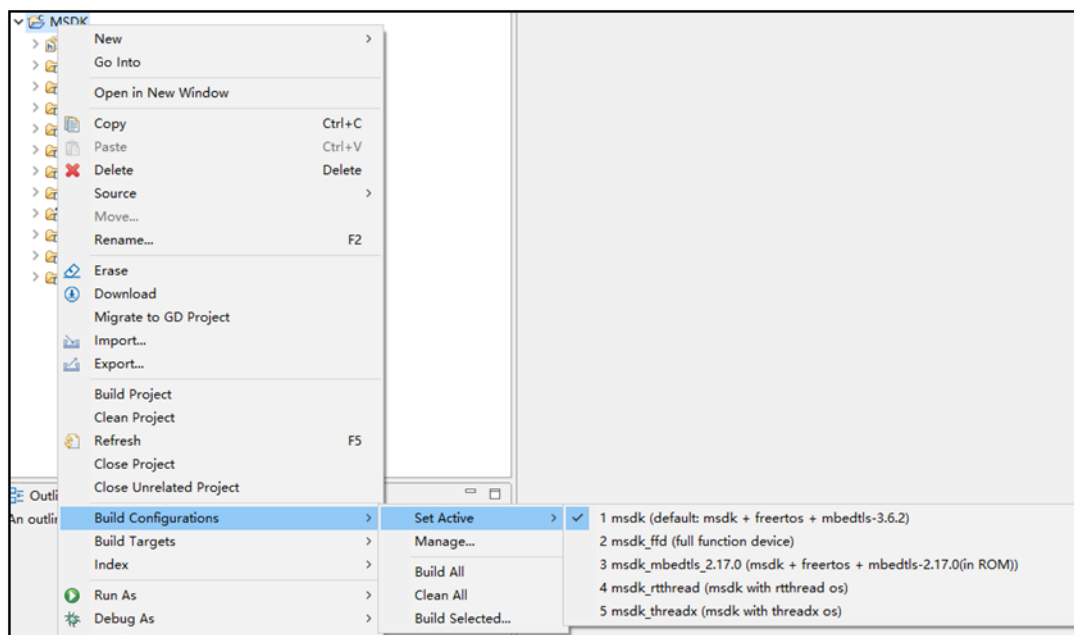 MSDK
New
Go Into
Open in New Window
Copy Ctrl+C
Paste Ctrl+V
Delete Delete
Source
Move...
Rename... F2
Erase
Download
Migrate to GD Project
Import...
Export...
Build Project
Clean Project
Refresh F5
Close Project
Close Unrelated Project
Outli
An outlin
Build Configurations
Build Targets
Index
Run As
Debug As
Set Active
Manage...
Build All
Clean All
Build Selected...
1 msdk (default: msdk + freertos + mbedtls-3.6.2)
2 msdk_ffd (full function device)
3 msdk_mbedtls_2.17.0 (msdk + freertos + mbedtls-2.17.0(in ROM))
4 msdk_rtthread (msdk with rtthread os)
5 msdk_threadx (msdk with threadx os)